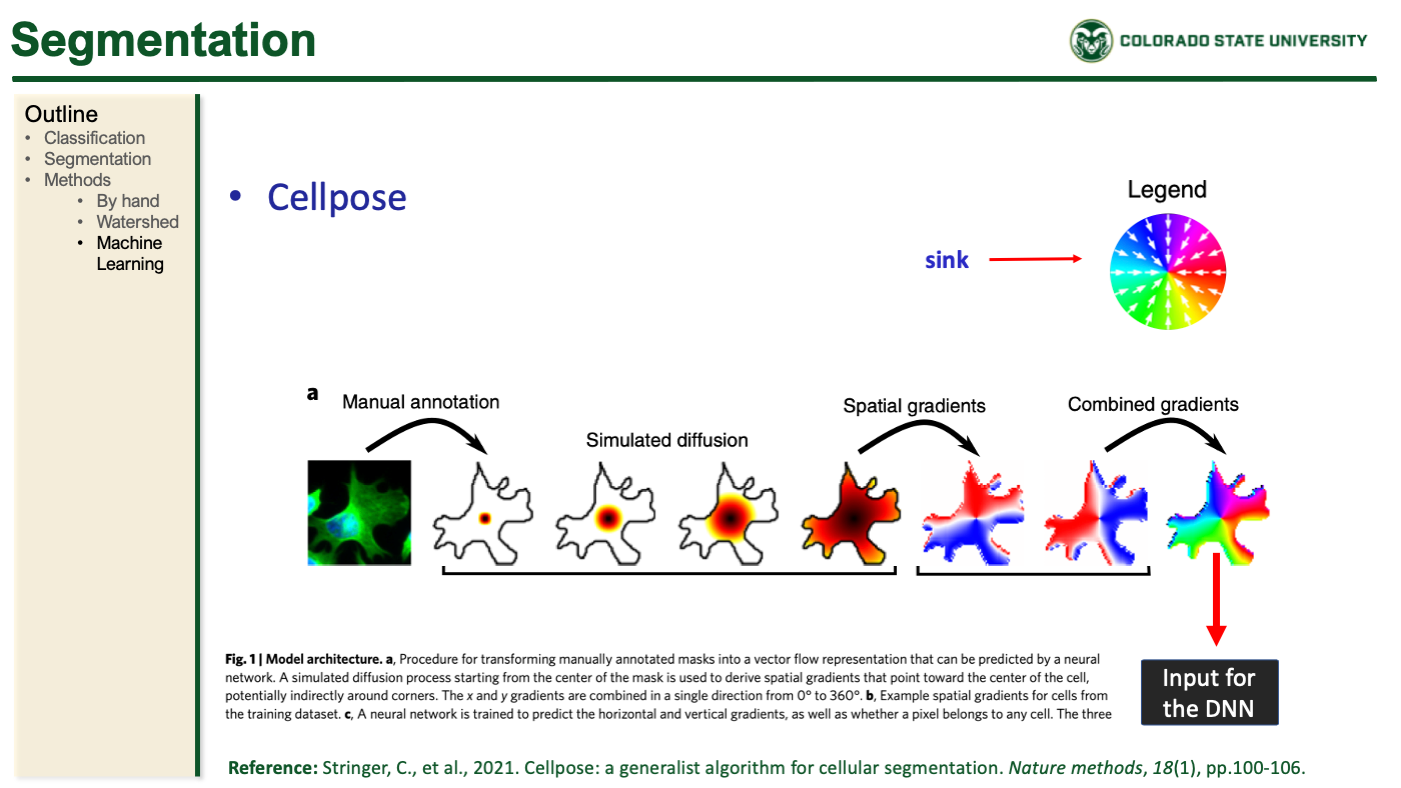 Segmentation
COLORADO STATE UNIVERSITY
Outline
• Classification
• Segmentation
• Methods
• By hand
• Watershed
• Machine
Learning
• Cellpose
Legend
sink
a
Manual annotation
Simulated diffusion
Spatial gradients
Combined gradients
Fig. 1 | Model architecture. a, Procedure for transforming manually annotated masks into a vector flow representation that can be predicted by a neural
network. A simulated diffusion process starting from the center of the mask is used to derive spatial gradients that point toward the center of the cell,
potentially indirectly around corners. The x and y gradients are combined in a single direction from 0° to 360°. b, Example spatial gradients for cells from
the training dataset. c, A neural network is trained to predict the horizontal and vertical gradients, as well as whether a pixel belongs to any cell. The three
Input for
the DNN
Reference: Stringer, C., et al., 2021. Cellpose: a generalist algorithm for cellular segmentation. Nature methods, 18(1), pp.100-106.